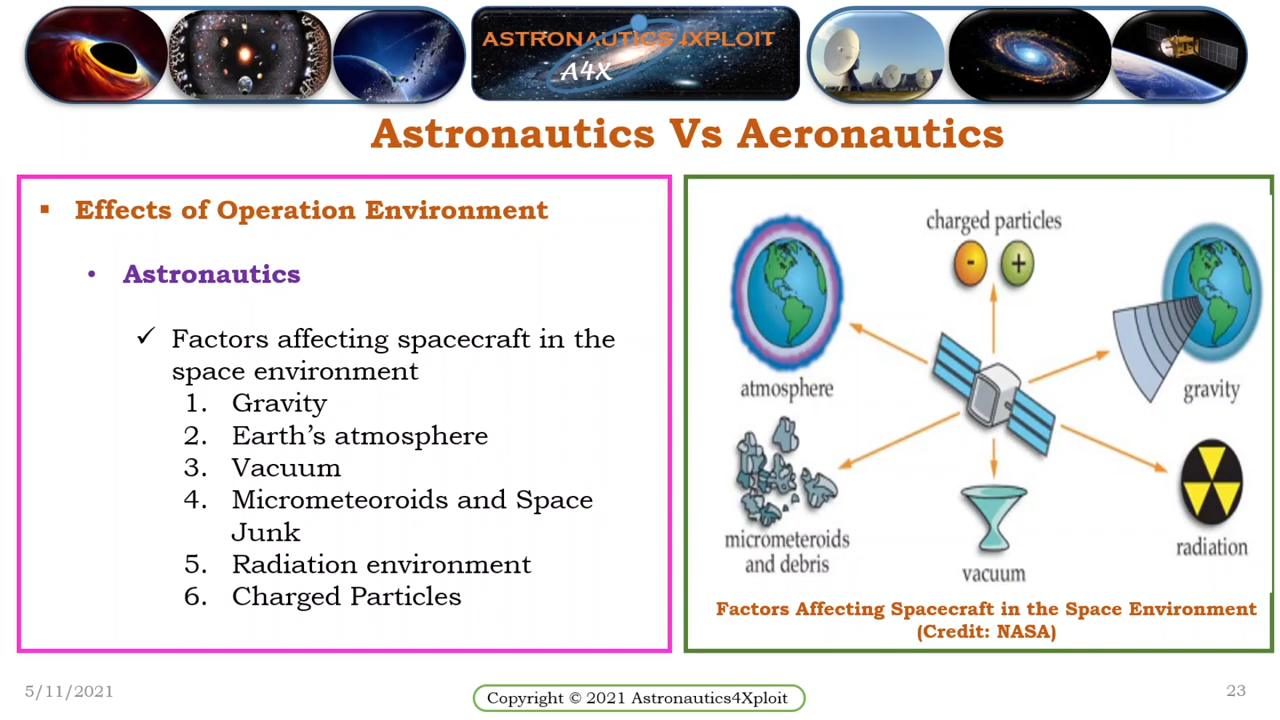 ASTRONAUTICS 4XPLOIT
A4X
Astronautics Vs Aeronautics
▪ Effects of Operation Environment
• Astronautics
✓ Factors affecting spacecraft in the
space environment
1. Gravity
2. Earth's atmosphere
3. Vacuum
4. Micrometeoroids and Space
Junk
5. Radiation environment
6. Charged Particles
charged particles
- +
atmosphere
gravity
micrometeroids
and debris
vacuum
radiation
Factors Affecting Spacecraft in the Space Environment
(Credit: NASA)
5/11/2021
Copyright © 2021 Astronautics4Xploit
23